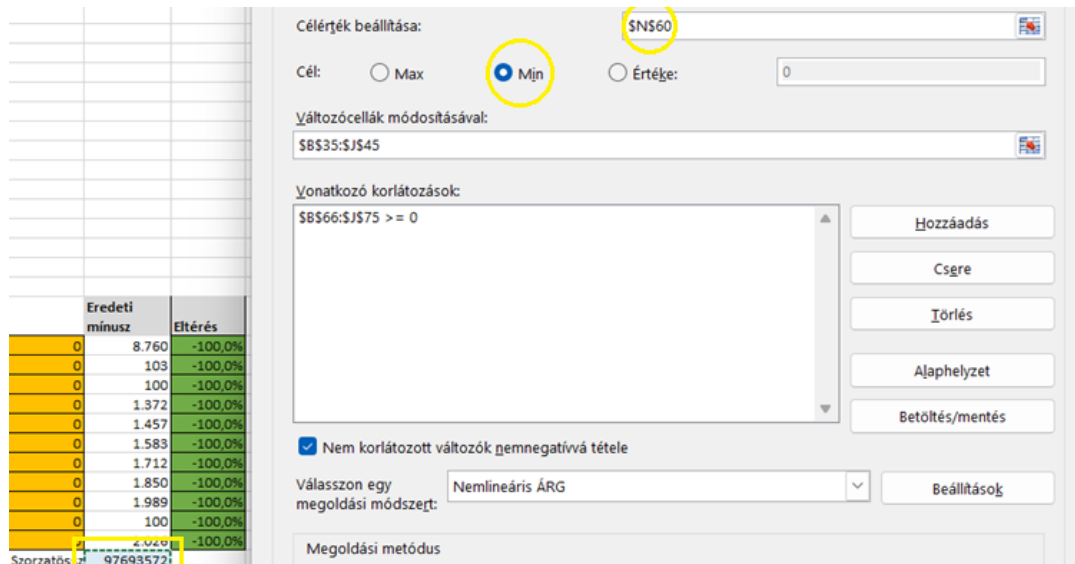 Célérték beállítása:
$N$60
Cél:
Max
Min
Értéke:
0
Változócellák módosításával:
$B$35:$J$45
Vonatkozó korlátozások:
$B$66:$J$75 >= 0
Hozzáadás
Csere
Törlés
Alaphelyzet
Betöltés/mentés
Nem korlátozott változók nemnegatívvá tétele
Válasszon egy
megoldási módszert:
Nemlineáris ÁRG
Beállítások
Megoldási metódus
Eredeti
mínusz Eltérés
0 8.760 -100,0%
0 103 -100,0%
0 100 -100,0%
0 1.372 -100,0%
0 1.457 -100,0%
0 1.583 -100,0%
0 1.712 -100,0%
0 1.850 -100,0%
0 1.989 -100,0%
0 100 -100,0%
0 2.026 -100,0%
97693572